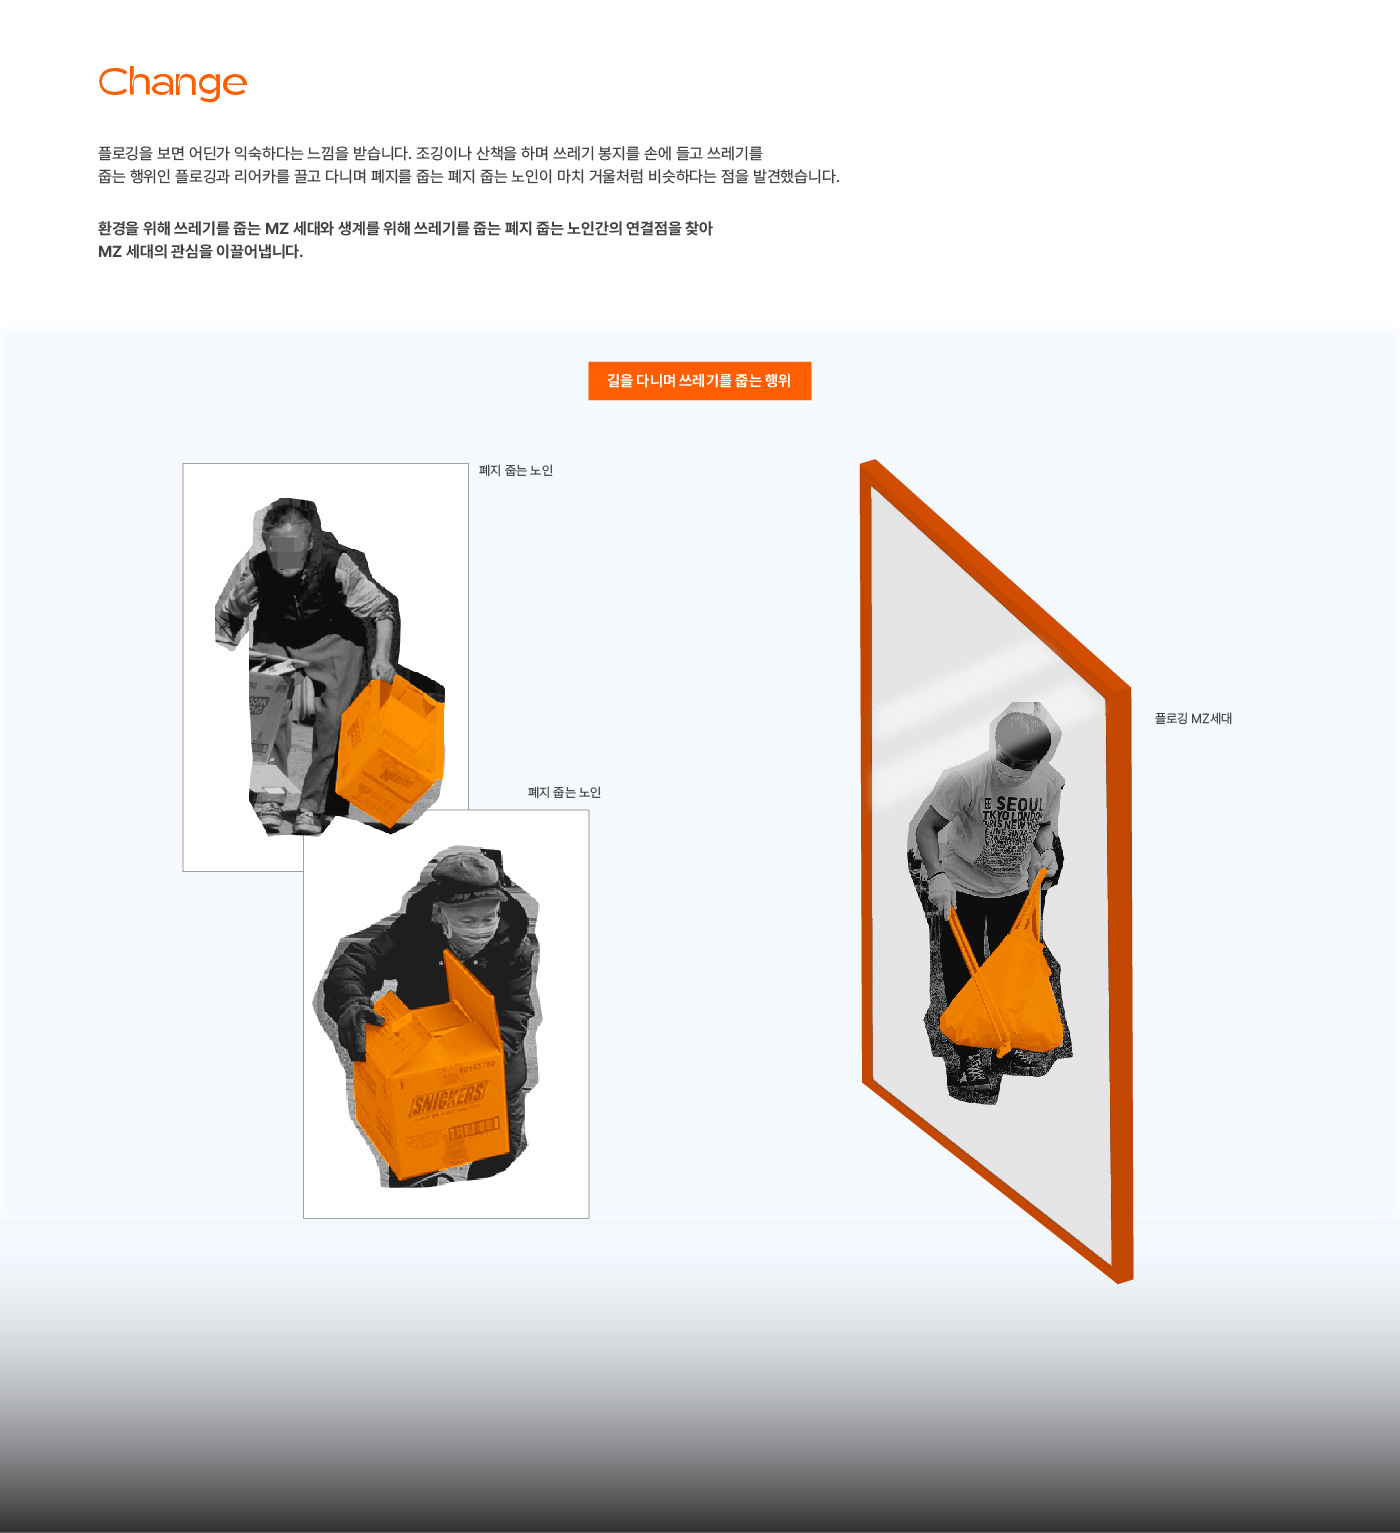 Change
플로깅을 보면 어딘가 익숙하다는 느낌을 받습니다. 조깅이나 산책을 하며 쓰레기 봉지를 손에 들고 쓰레기를
줍는 행위인 플로깅과 리어카를 끌고 다니며 폐지를 줍는 폐지 줍는 노인이 마치 거울처럼 비슷하다는 점을 발견했습니다.
환경을 위해 쓰레기를 줍는 MZ 세대와 생계를 위해 쓰레기를 줍는 폐지 줍는 노인간의 연결점을 찾아
MZ 세대의 관심을 이끌어냅니다.
길을 다니며 쓰레기를 줍는 행위
폐지 줍는 노인
플로깅 MZ세대
SEOUL
폐지 줍는 노인
SNICKERS